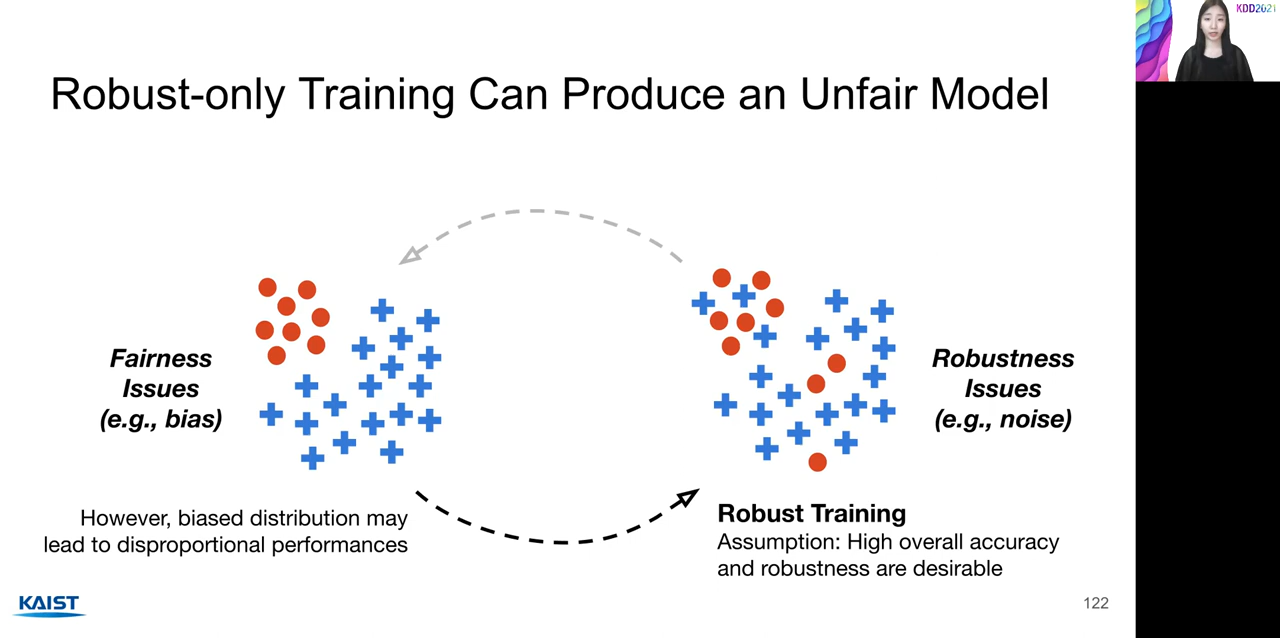 KDD2021
Robust-only Training Can Produce an Unfair Model
Fairness
Issues
(e.g., bias)
Robustness
Issues
(e.g., noise)
However, biased distribution may
lead to disproportional performances
Robust Training
Assumption: High overall accuracy
and robustness are desirable
KAIST
122